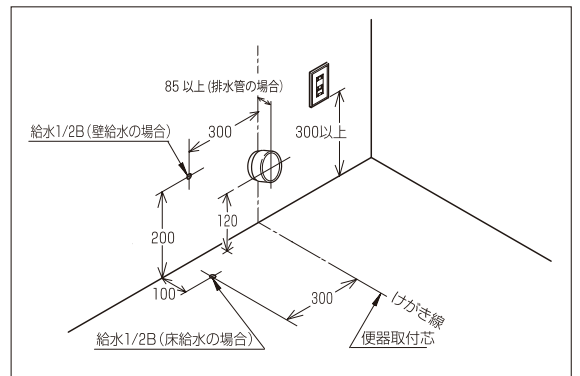 85 以上 (排水管の場合)
給水1/2B (壁給水の場合)
300
300以上
120
200
100
300
けがき線
給水1/2B (床給水の場合)
便器取付芯